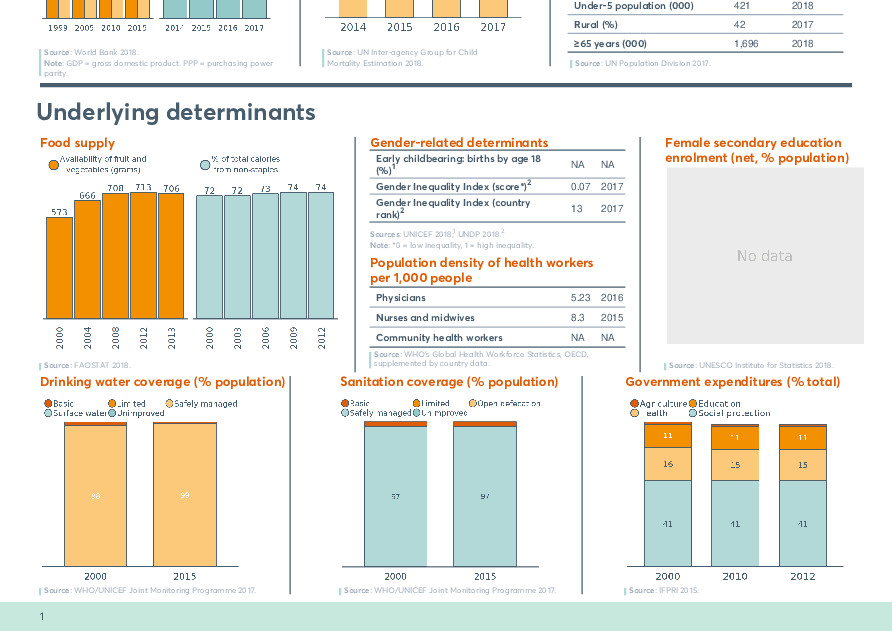 1999 2005 2010 2015
2014 2015 2016 2017
Source: World Bank 2018.
Note: GDP = gross domestic product. PPP = purchasing power
parity.
2014 2015 2016 2017
Source: UN Inter-agency Group for Child
Mortality Estimation 2018.
Under-5 population (000) 421 2018
Rural (%) 42 2017
≥65 years (000) 1,696 2018
Source: UN Population Division 2017.
Underlying determinants
Food supply
Availability of fruit and
vegetables (grams)
% of total calories
from non-staples
573 666 708 713 706
72 72 73 74 74
2000 2004 2008 2012 2013
2000 2003 2006 2009 2012
Source: FAOSTAT 2018.
Gender-related determinants
Early childbearing: births by age 18
(%)1 NA NA
Gender Inequality Index (score*)2 0.07 2017
Gender Inequality Index (country
rank)2 13 2017
Sources: UNICEF 2018,1 UNDP 2018.2
Note: *0 = low inequality, 1 = high inequality.
Population density of health workers
per 1,000 people
Physicians 5.23 2016
Nurses and midwives 8.3 2015
Community health workers NA NA
Source: WHO's Global Health Workforce Statistics, OECD,
supplemented by country data.
Female secondary education
enrolment (net, % population)
No data
Source: UNESCO Institute for Statistics 2018.
Drinking water coverage (% population)
Basic Limited Safely managed
Surface water Unimproved
99
2000 2015
Source: WHO/UNICEF Joint Monitoring Programme 2017.
Sanitation coverage (% population)
Basic Limited Open defecation
Safely managed Unimproved
97 97
2000 2015
Source: WHO/UNICEF Joint Monitoring Programme 2017.
Government expenditures (% total)
Agriculture Education
Health Social protection
11 11 11
16 15 15
41 41 41
2000 2010 2012
Source: IFPRI 2015.
1